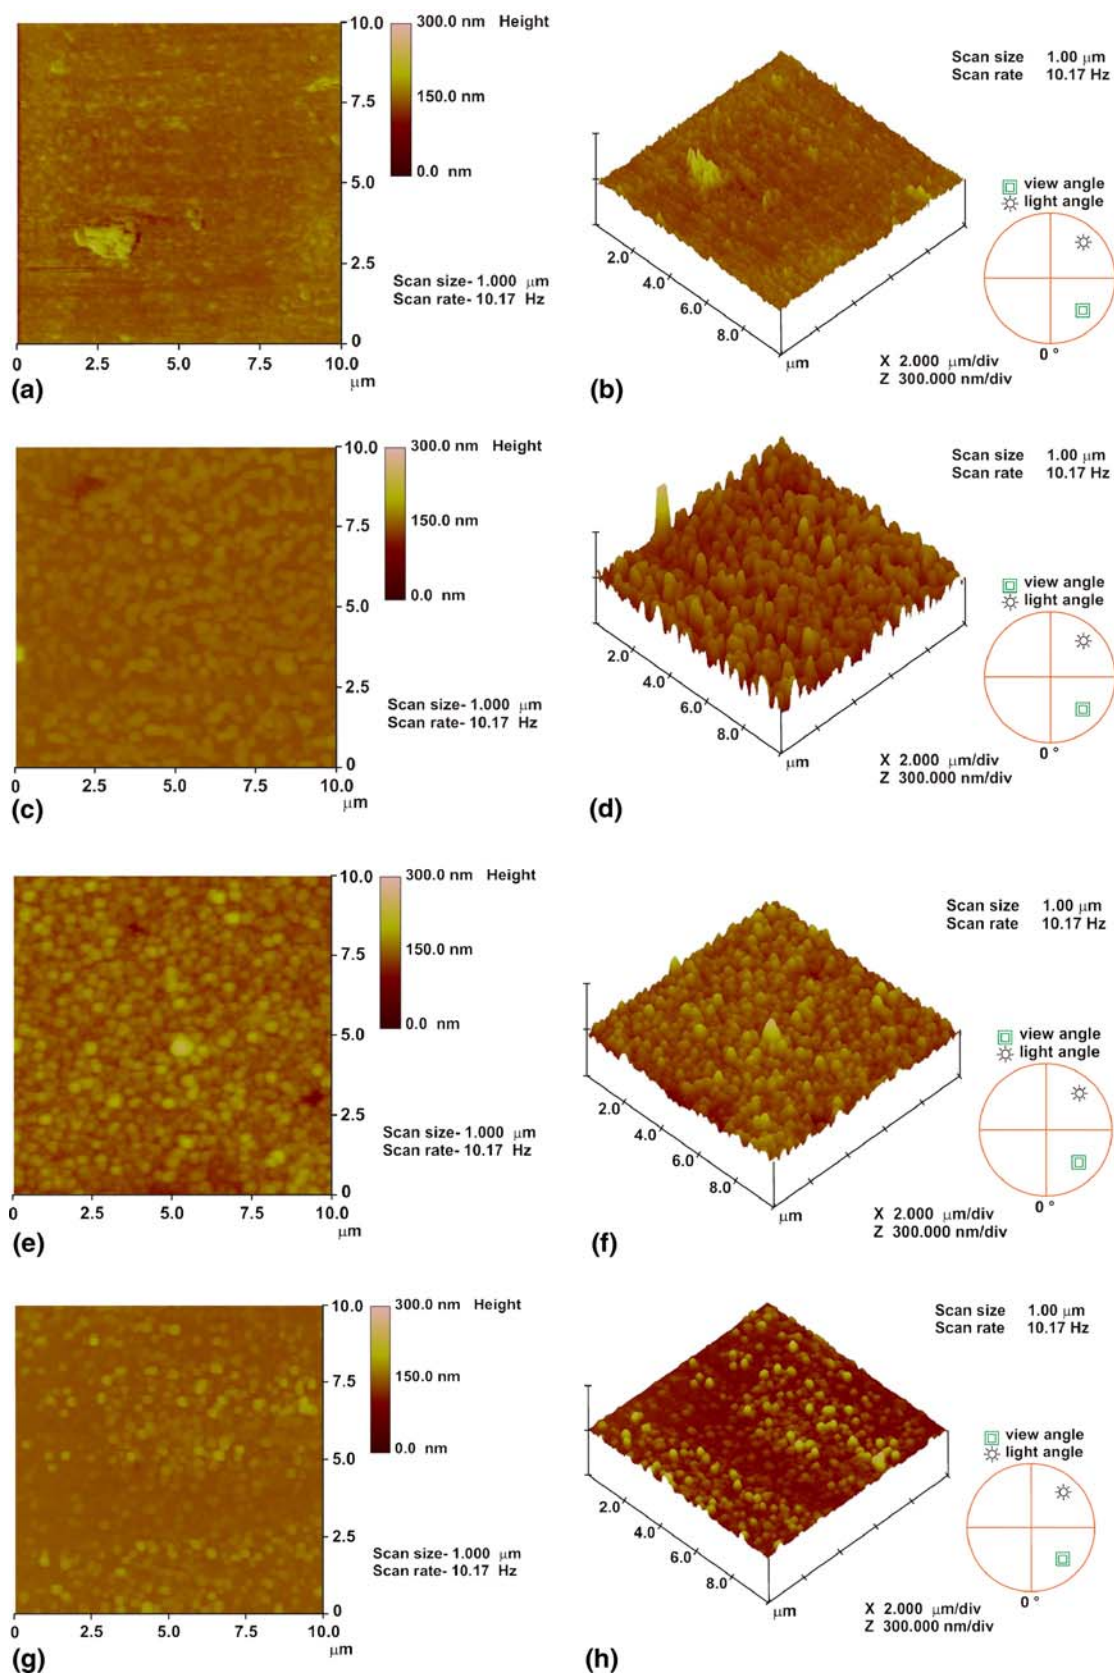 300.0 nm Height
150.0 nm
0.0 nm
10.0
7.5
5.0
2.5
0
0 2.5 5.0 7.5 10.0
μm
Scan size- 1.000 μm
Scan rate- 10.17 Hz
(a)
Scan size 1.00 μm
Scan rate 10.17 Hz
view angle
light angle
0 °
2.0
4.0
6.0
8.0
μm
X 2.000 μm/div
Z 300.000 nm/div
(b)
300.0 nm Height
150.0 nm
0.0 nm
10.0
7.5
5.0
2.5
0
0 2.5 5.0 7.5 10.0
μm
Scan size- 1.000 μm
Scan rate- 10.17 Hz
(c)
Scan size 1.00 μm
Scan rate 10.17 Hz
view angle
light angle
0 °
2.0
4.0
6.0
8.0
μm
X 2.000 μm/div
Z 300.000 nm/div
(d)
300.0 nm Height
150.0 nm
0.0 nm
10.0
7.5
5.0
2.5
0
0 2.5 5.0 7.5 10.0
μm
Scan size- 1.000 μm
Scan rate- 10.17 Hz
(e)
Scan size 1.00 μm
Scan rate 10.17 Hz
view angle
light angle
0 °
2.0
4.0
6.0
8.0
μm
X 2.000 μm/div
Z 300.000 nm/div
(f)
300.0 nm Height
150.0 nm
0.0 nm
10.0
7.5
5.0
2.5
0
0 2.5 5.0 7.5 10.0
μm
Scan size- 1.000 μm
Scan rate- 10.17 Hz
(g)
Scan size 1.00 μm
Scan rate 10.17 Hz
view angle
light angle
0 °
2.0
4.0
6.0
8.0
μm
X 2.000 μm/div
Z 300.000 nm/div
(h)